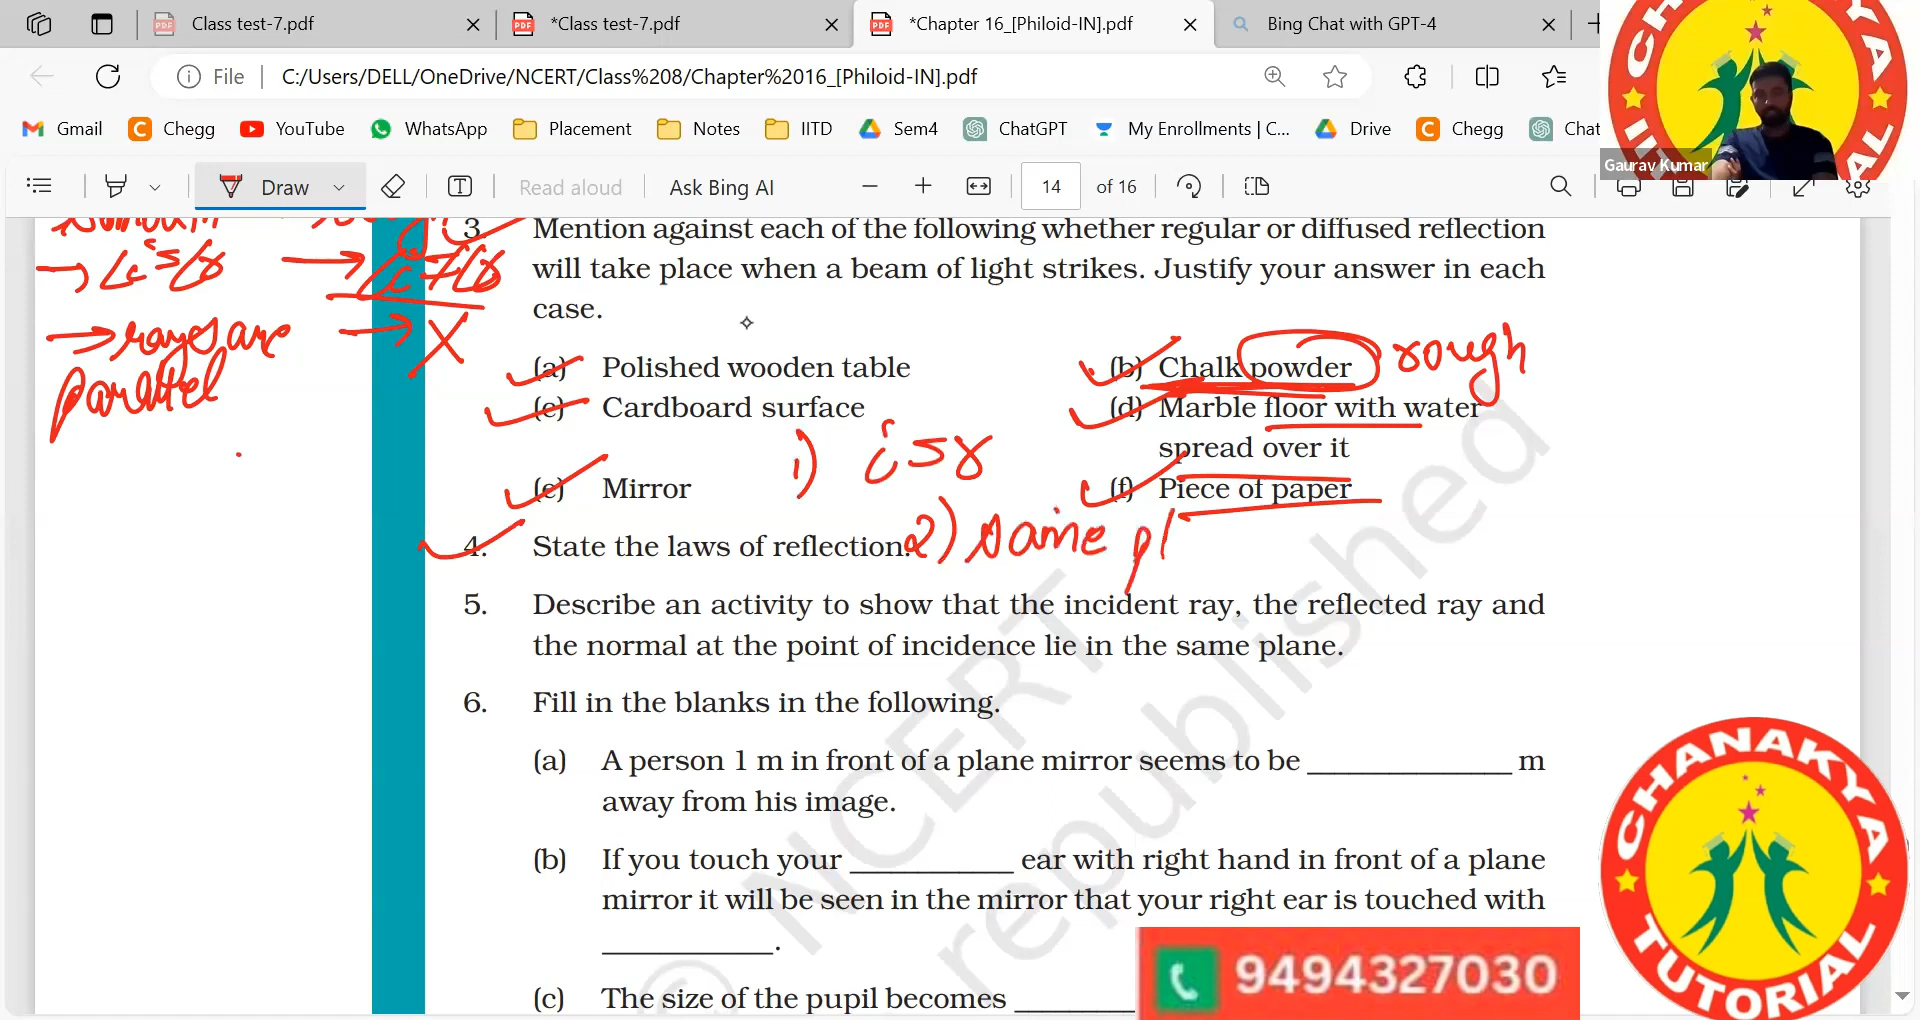 Class test-7.pdf
*Class test-7.pdf
*Chapter 16_[Philoid-IN].pdf
Bing Chat with GPT-4
File
C:/Users/DELL/OneDrive/NCERT/Class%208/Chapter%2016_[Philoid-IN].pdf
Gmail
Chegg
YouTube
WhatsApp
Placement
Notes
IITD
Sem4
ChatGPT
My Enrollments | C...
Drive
Chegg
Chat
Gaurav Kumar
Draw
Read aloud
Ask Bing AI
14 of 16
3. Mention against each of the following whether regular or diffused reflection
will take place when a beam of light strikes. Justify your answer in each
case.
→ rays are
parallel
→ X
(a) Polished wooden table
(b) Chalk powder
rough
(c) Cardboard surface
(d) Marble floor with water
spread over it
1) i = r
(e) Mirror
(f) Piece of paper
4. State the laws of reflection.
2) same pl
5. Describe an activity to show that the incident ray, the reflected ray and
the normal at the point of incidence lie in the same plane.
6. Fill in the blanks in the following.
(a) A person 1 m in front of a plane mirror seems to be ______________ m
away from his image.
(b) If you touch your ____________ ear with right hand in front of a plane
mirror it will be seen in the mirror that your right ear is touched with
____________.
(c) The size of the pupil becomes __________
© NCERT
republished
9494327030
CHANAKYA
TUTORIAL